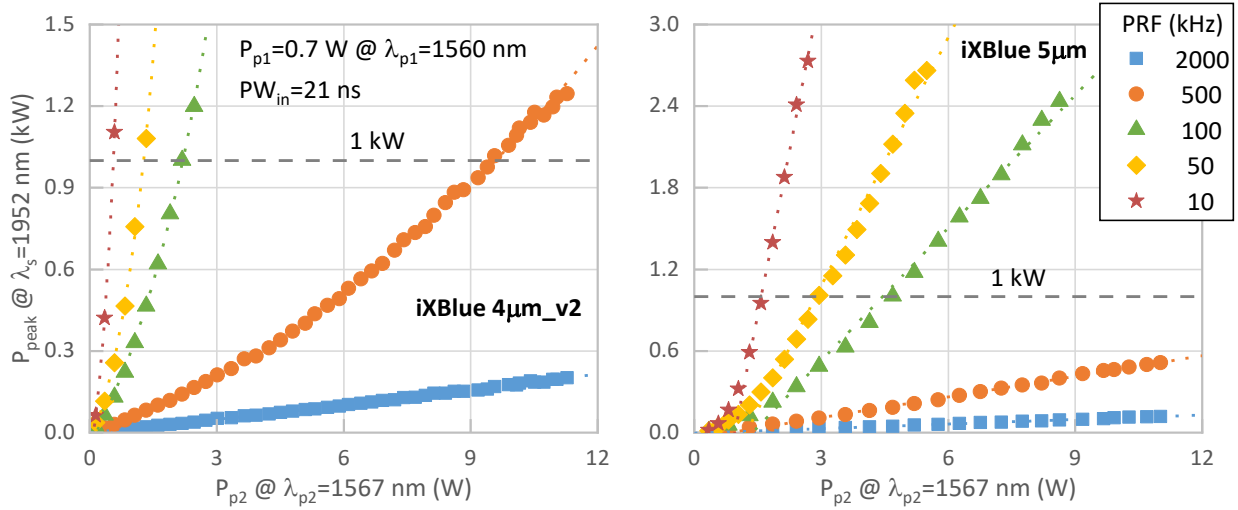 1.5
1.2
0.9
0.6
0.3
0.0
P_peak @ λ_s=1952 nm (kW)
P_p1=0.7 W @ λ_p1=1560 nm
PW_in=21 ns
1 kW
iXBlue 4μm_v2
0 3 6 9 12
P_p2 @ λ_p2=1567 nm (W)
3.0
2.4
1.8
1.2
0.6
0.0
iXBlue 5μm
1 kW
0 3 6 9 12
P_p2 @ λ_p2=1567 nm (W)
PRF (kHz)
2000
500
100
50
10